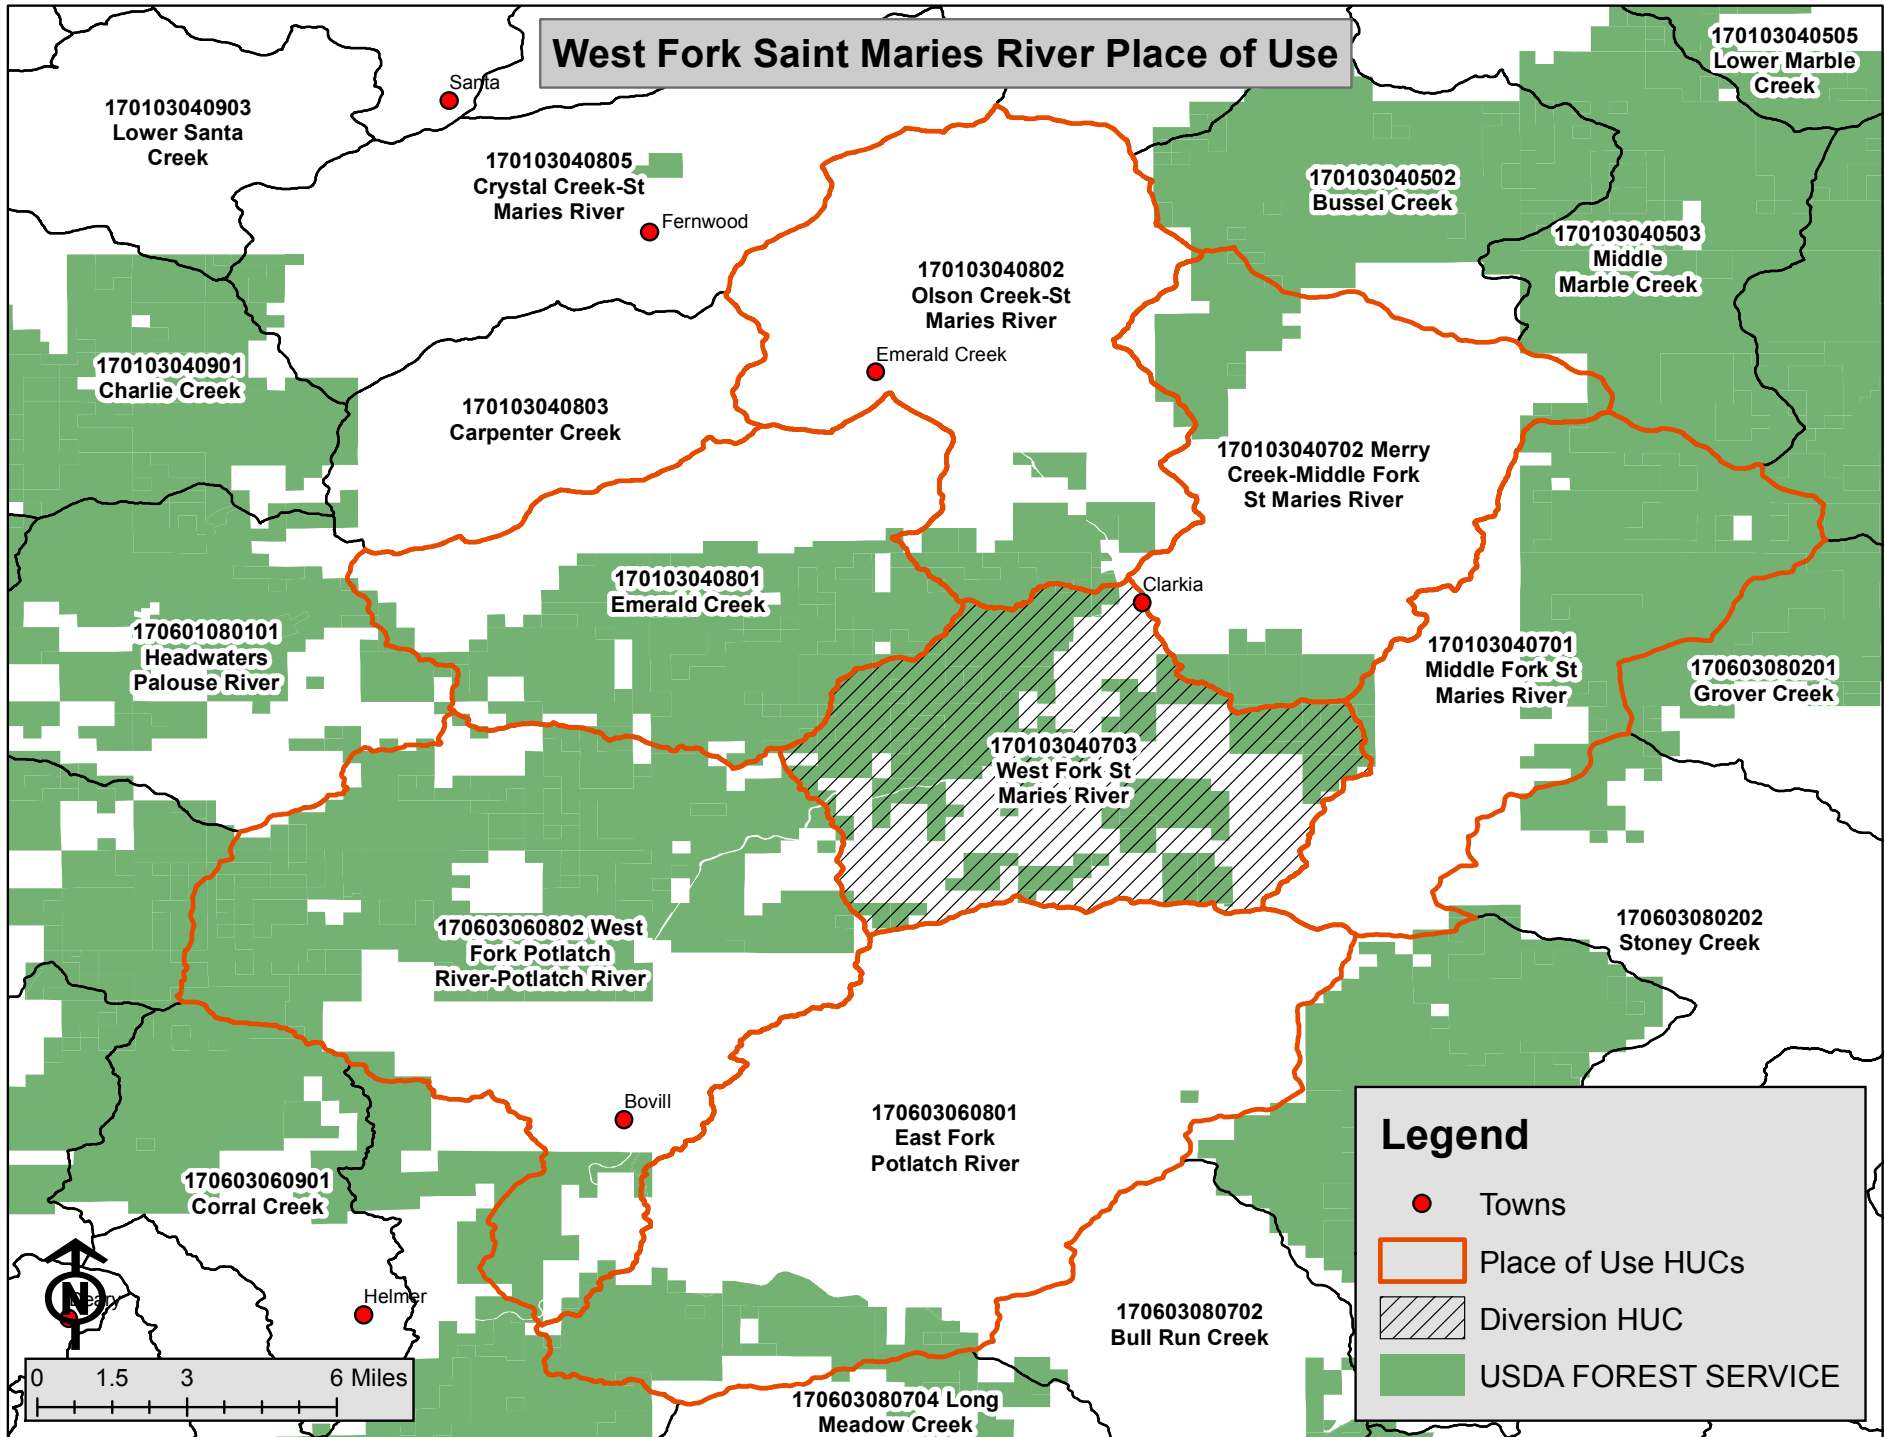 West Fork Saint Maries River Place of Use
170103040505
Lower Marble
Creek
Santa
170103040903
Lower Santa
Creek
170103040805
Crystal Creek-St
Maries River
Fernwood
170103040502
Bussel Creek
170103040503
Middle
Marble Creek
170103040802
Olson Creek-St
Maries River
Emerald Creek
170103040901
Charlie Creek
170103040803
Carpenter Creek
170103040702 Merry
Creek-Middle Fork
St Maries River
170103040801
Emerald Creek
Clarkia
170601080101
Headwaters
Palouse River
170103040701
Middle Fork St
Maries River
170603080201
Grover Creek
170103040703
West Fork St
Maries River
170603060802 West
Fork Potlatch
River-Potlatch River
170603080202
Stoney Creek
Bovill
170603060801
East Fork
Potlatch River
170603060901
Corral Creek
N
Deary
Helmer
170603080702
Bull Run Creek
1706603080704 Long
Meadow Creek
0 1.5 3 6 Miles
Legend
Towns
Place of Use HUCs
Diversion HUC
USDA FOREST SERVICE